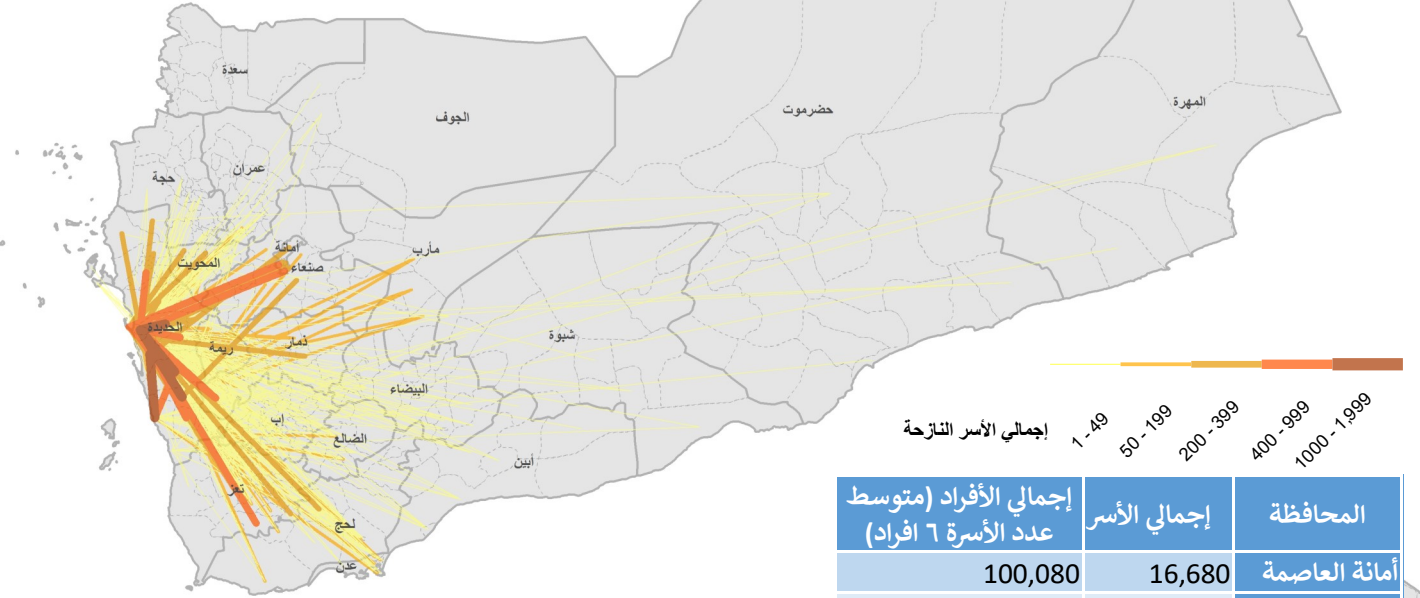 سعدة
الجوف
حضرموت
المهرة
عمران
حجة
أمانة
مأرب
المحويت
صنعاء
الحديدة
شبوة
ريمة
ذمار
البيضاء
إب
الضالع
أبين
تعز
لحج
عدن
إجمالي الأسر النازحة
1 - 49
50 - 199
200 - 399
400 - 999
1000 - 1,999
المحافظة إجمالي الأسر إجمالي الأفراد (متوسط
عدد الأسرة ٦ افراد)
أمانة العاصمة 16,680 100,080